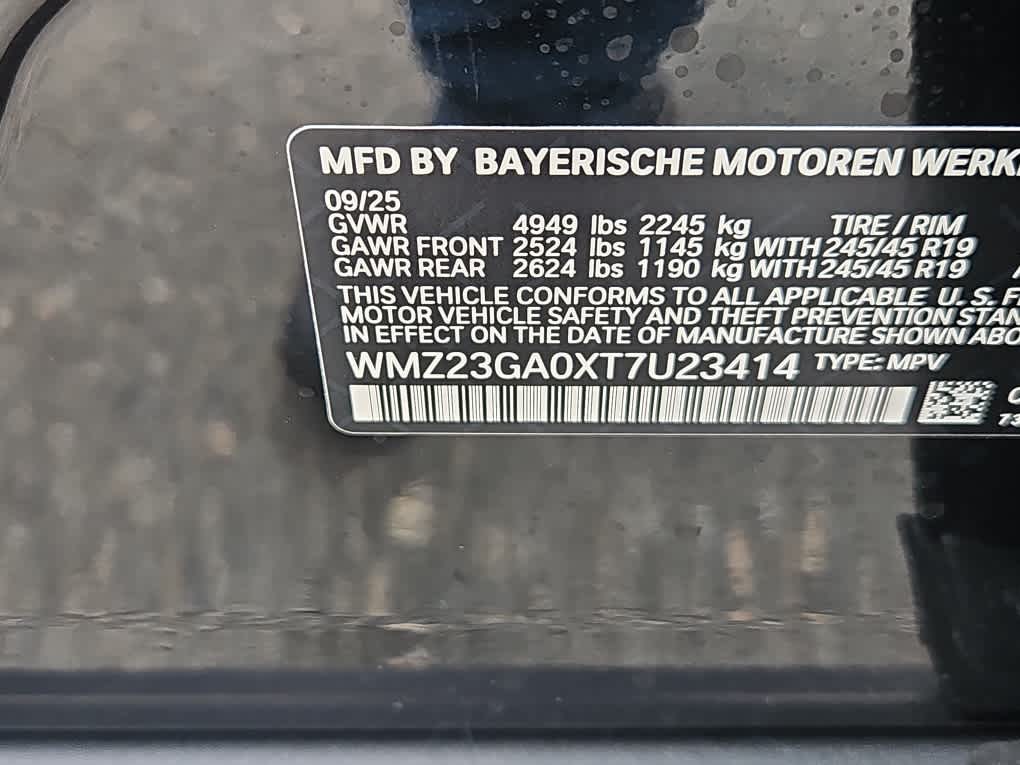 MFD BY BAYERISCHE MOTOREN
09/25
GVWR 4949 lbs 2245 kg TIRE / RIM
GAWR FRONT 2524 lbs 1145 kg WITH 245/45 R19
GAWR REAR 2624 lbs 1190 kg WITH 245/45 R19
THIS VEHICLE CONFORMS TO ALL APPLICABLE U.S.
MOTOR VEHICLE SAFETY AND THEFT PREVENTION
IN EFFECT ON THE DATE OF MANUFACTURE SHOWN
WMZ23GA0XT7U23414 TYPE: MPV